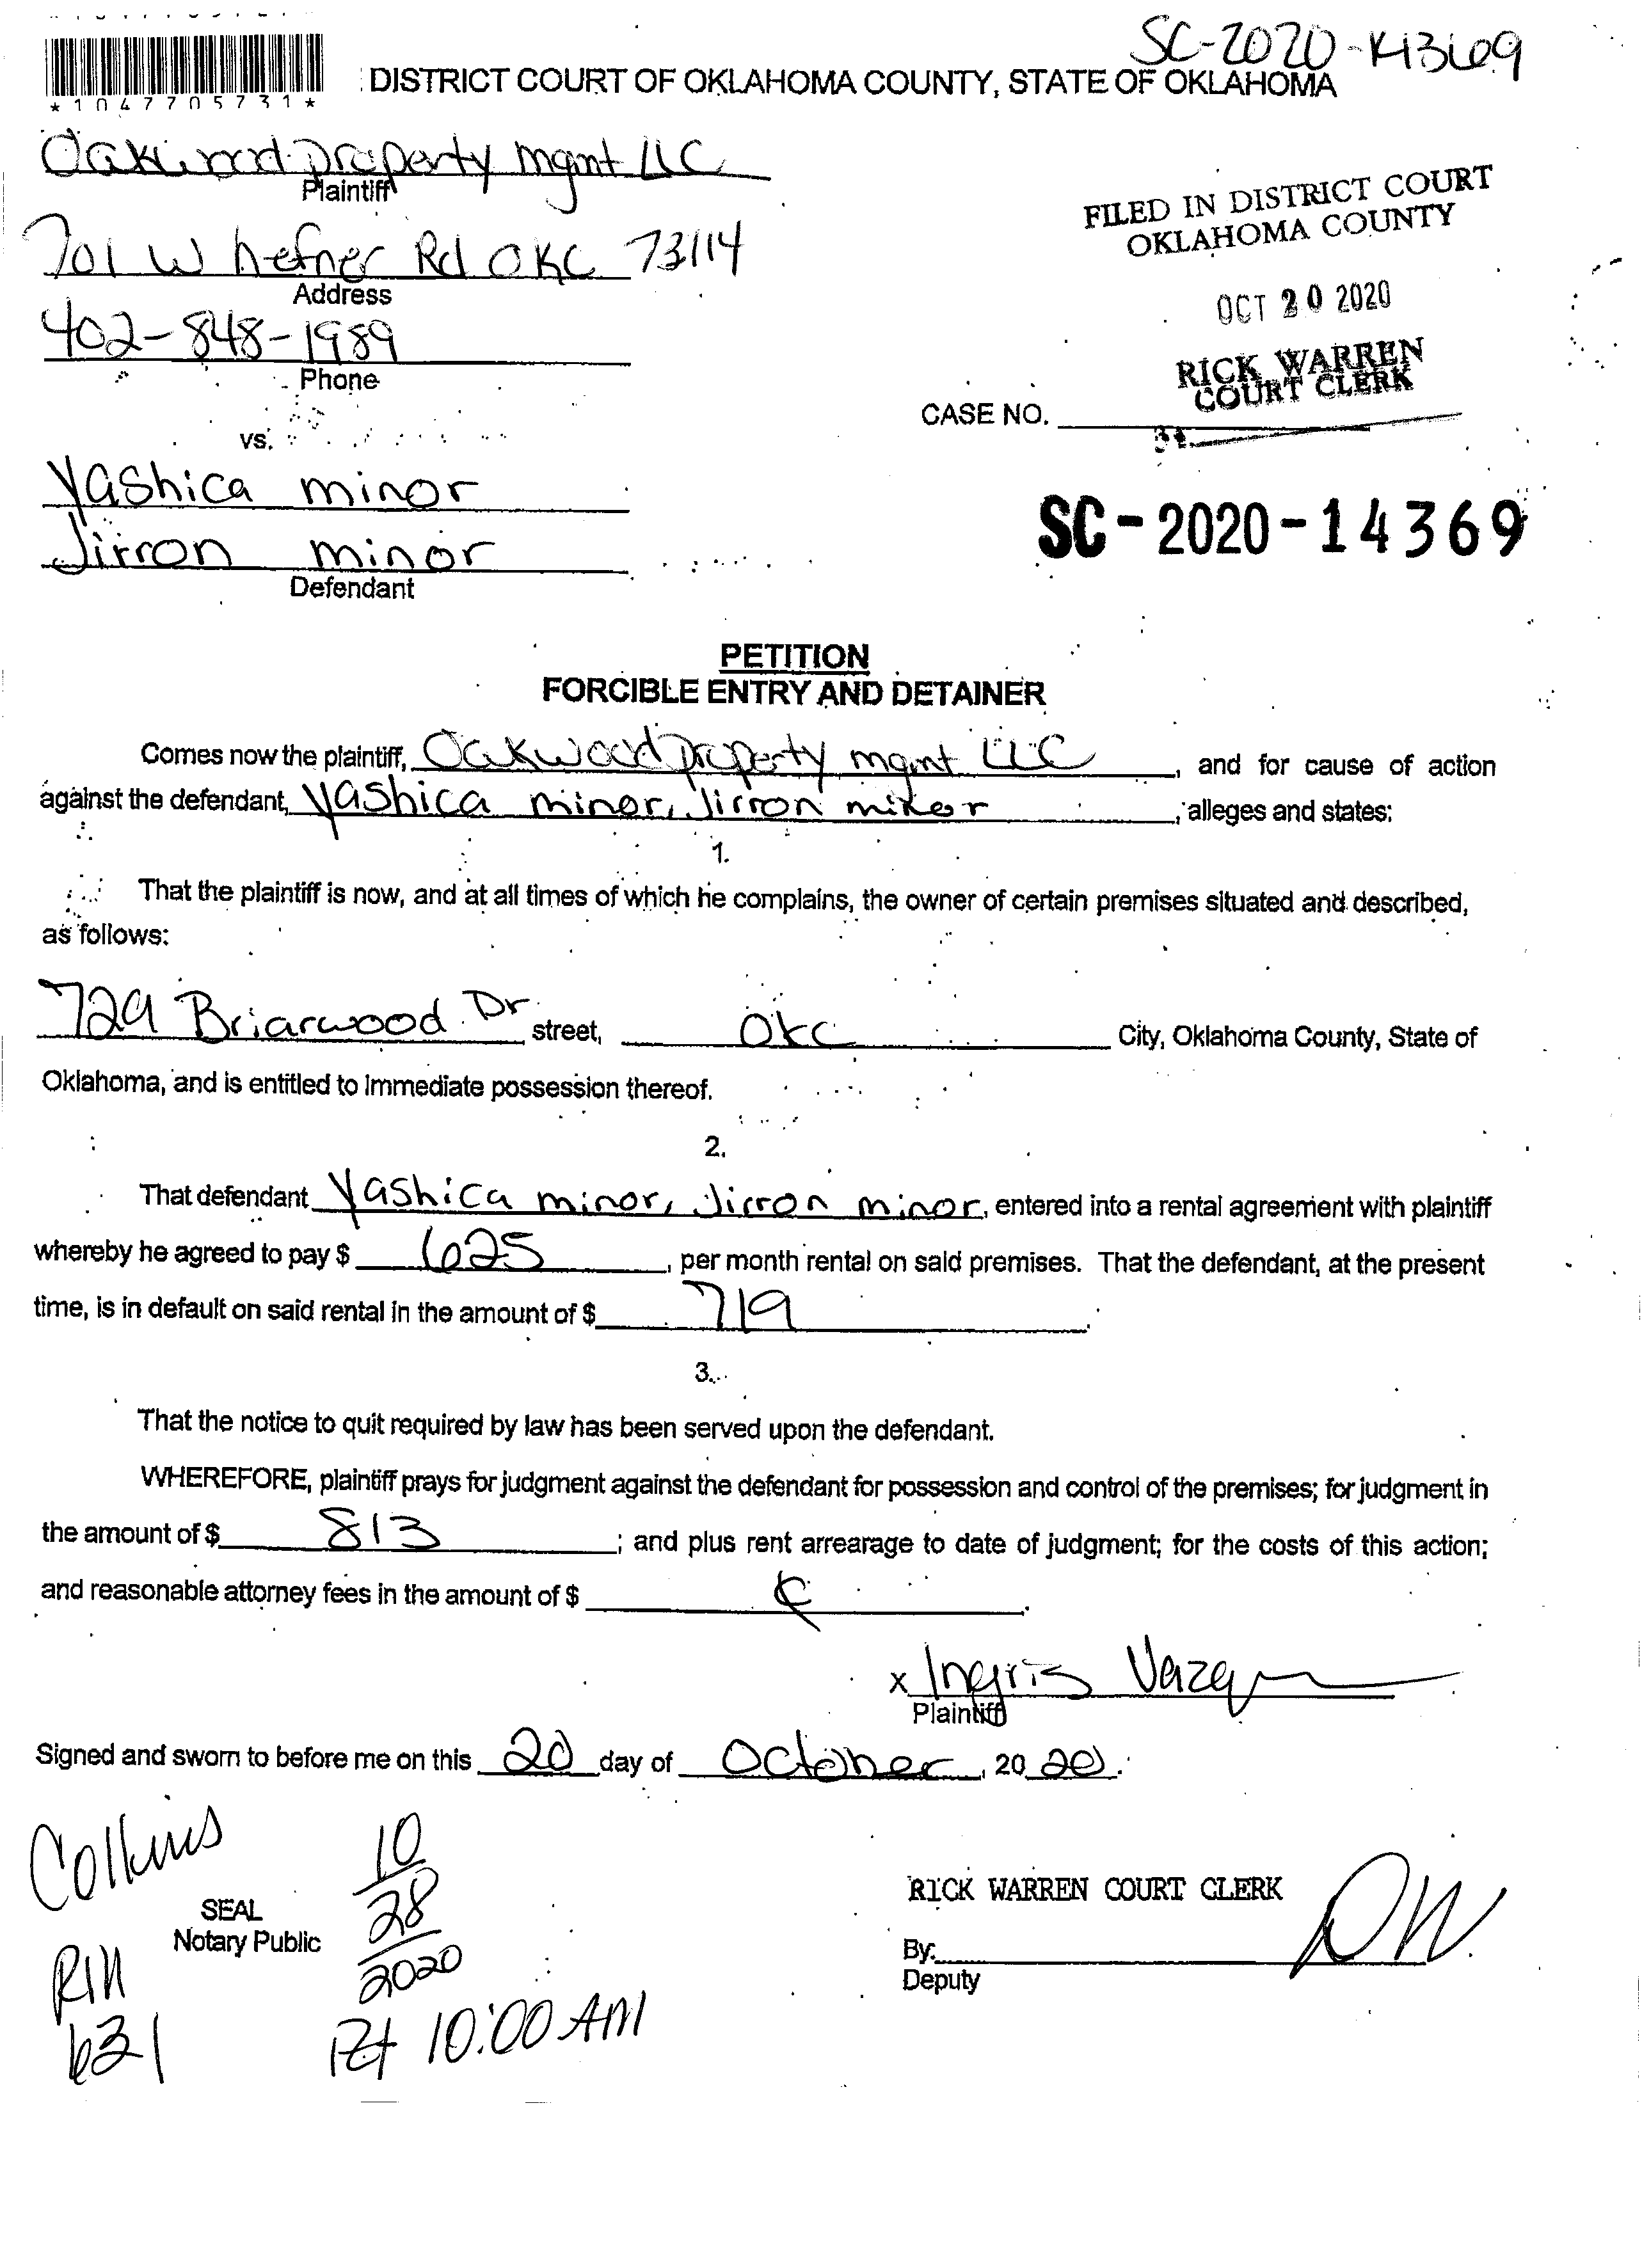 SC-2020-14369
*1047705731*
DISTRICT COURT OF OKLAHOMA COUNTY, STATE OF OKLAHOMA
Oakwood property mgmt LLC
Plaintiff
701 W hefner Rd OKC 73114
Address
402-848-1989
Phone
FILED IN DISTRICT COURT
OKLAHOMA COUNTY
OCT 20 2020
RICK WARREN
COURT CLERK
CASE NO.
vs.
Yashica minor
Jirron minor
Defendant
SC-2020-14369
PETITION
FORCIBLE ENTRY AND DETAINER
Comes now the plaintiff, Oakwood property mgmt LLC, and for cause of action
against the defendant, Yashica minor, Jirron minor, alleges and states:
1.
That the plaintiff is now, and at all times of which he complains, the owner of certain premises situated and described,
as follows:
729 Briarwood Dr street, OKC City, Oklahoma County, State of
Oklahoma, and is entitled to immediate possession thereof.
2.
That defendant Yashica minor, Jirron minor, entered into a rental agreement with plaintiff
whereby he agreed to pay $ 625, per month rental on said premises. That the defendant, at the present
time, is in default on said rental in the amount of $ 719.
3.
That the notice to quit required by law has been served upon the defendant.
WHEREFORE, plaintiff prays for judgment against the defendant for possession and control of the premises; for judgment in
the amount of $ 813; and plus rent arrearage to date of judgment; for the costs of this action;
and reasonable attorney fees in the amount of $
x Ingris
Plaintiff
Signed and sworn to before me on this 20 day of October, 2020.
Collins
10
28
2020
SEAL
Notary Public
RM
631
10:00 AM
RICK WARREN COURT CLERK
By: DW
Deputy